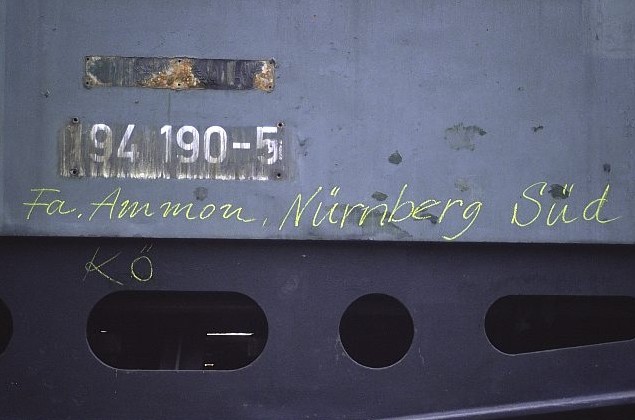 94 190-5
Fa. Ammon, Nürnberg Süd
KÖ